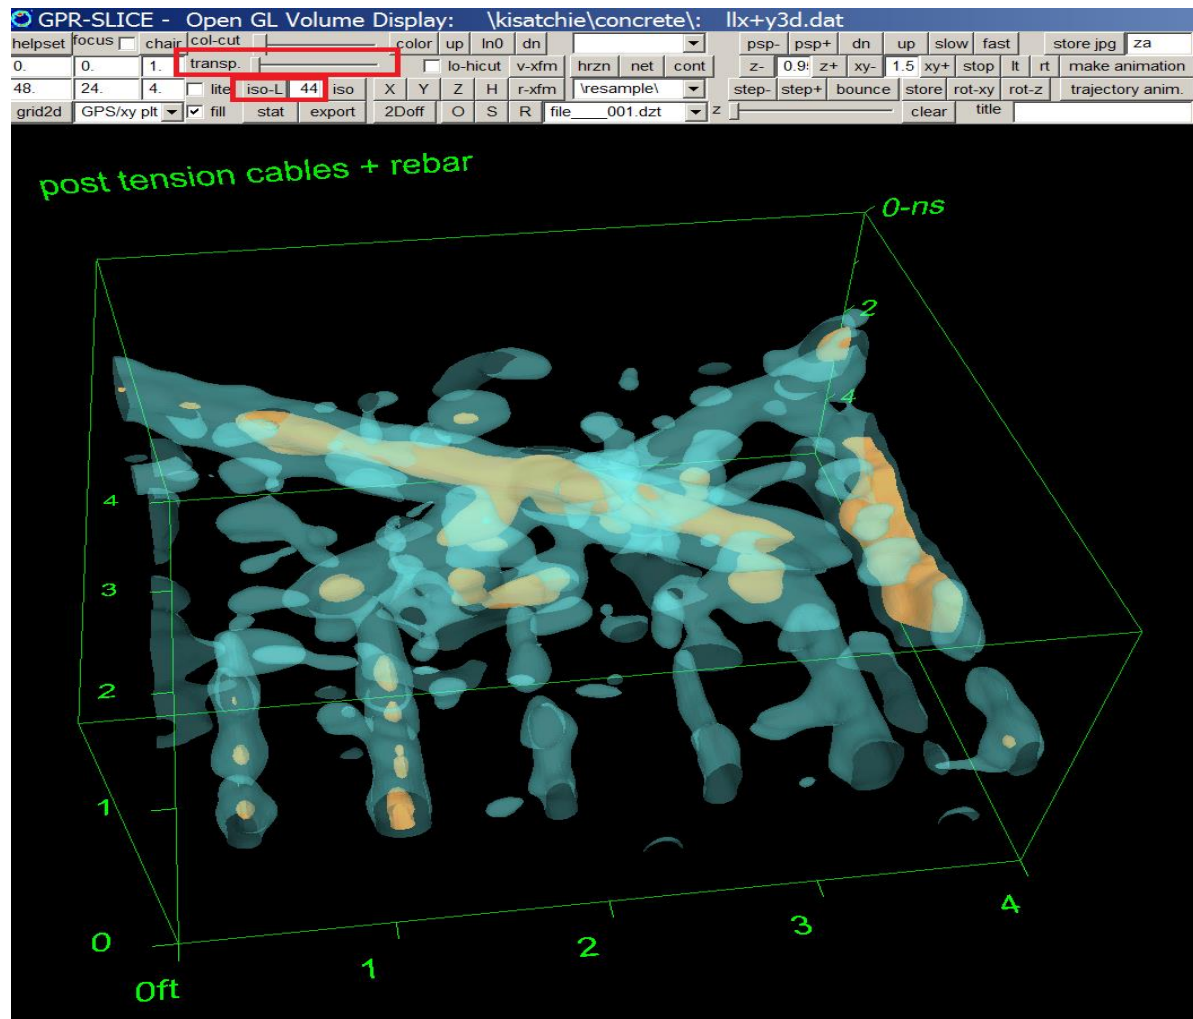 GPR-SLICE - Open GL Volume Display: \kisatchie\concrete\: llx+y3d.dat
helpset focus chair col-cut color up ln0 dn psp- psp+ dn up slow fast store jpg za
0. 0. 1. transp. lo-hicut v-xfm hrzn net cont z- 0.9 z+ xy- 1.5 xy+ stop lt rt make animation
48. 24. 4. lite iso-L 44 iso X Y Z H r-xfm \resample\ step- step+ bounce store rot-xy rot-z trajectory anim.
grid2d GPS/xy plt fill stat export 2Doff O S R file____001.dzt z clear title
post tension cables + rebar
0-ns
2
4
4
3
2
1
0
0ft
1
2
3
4